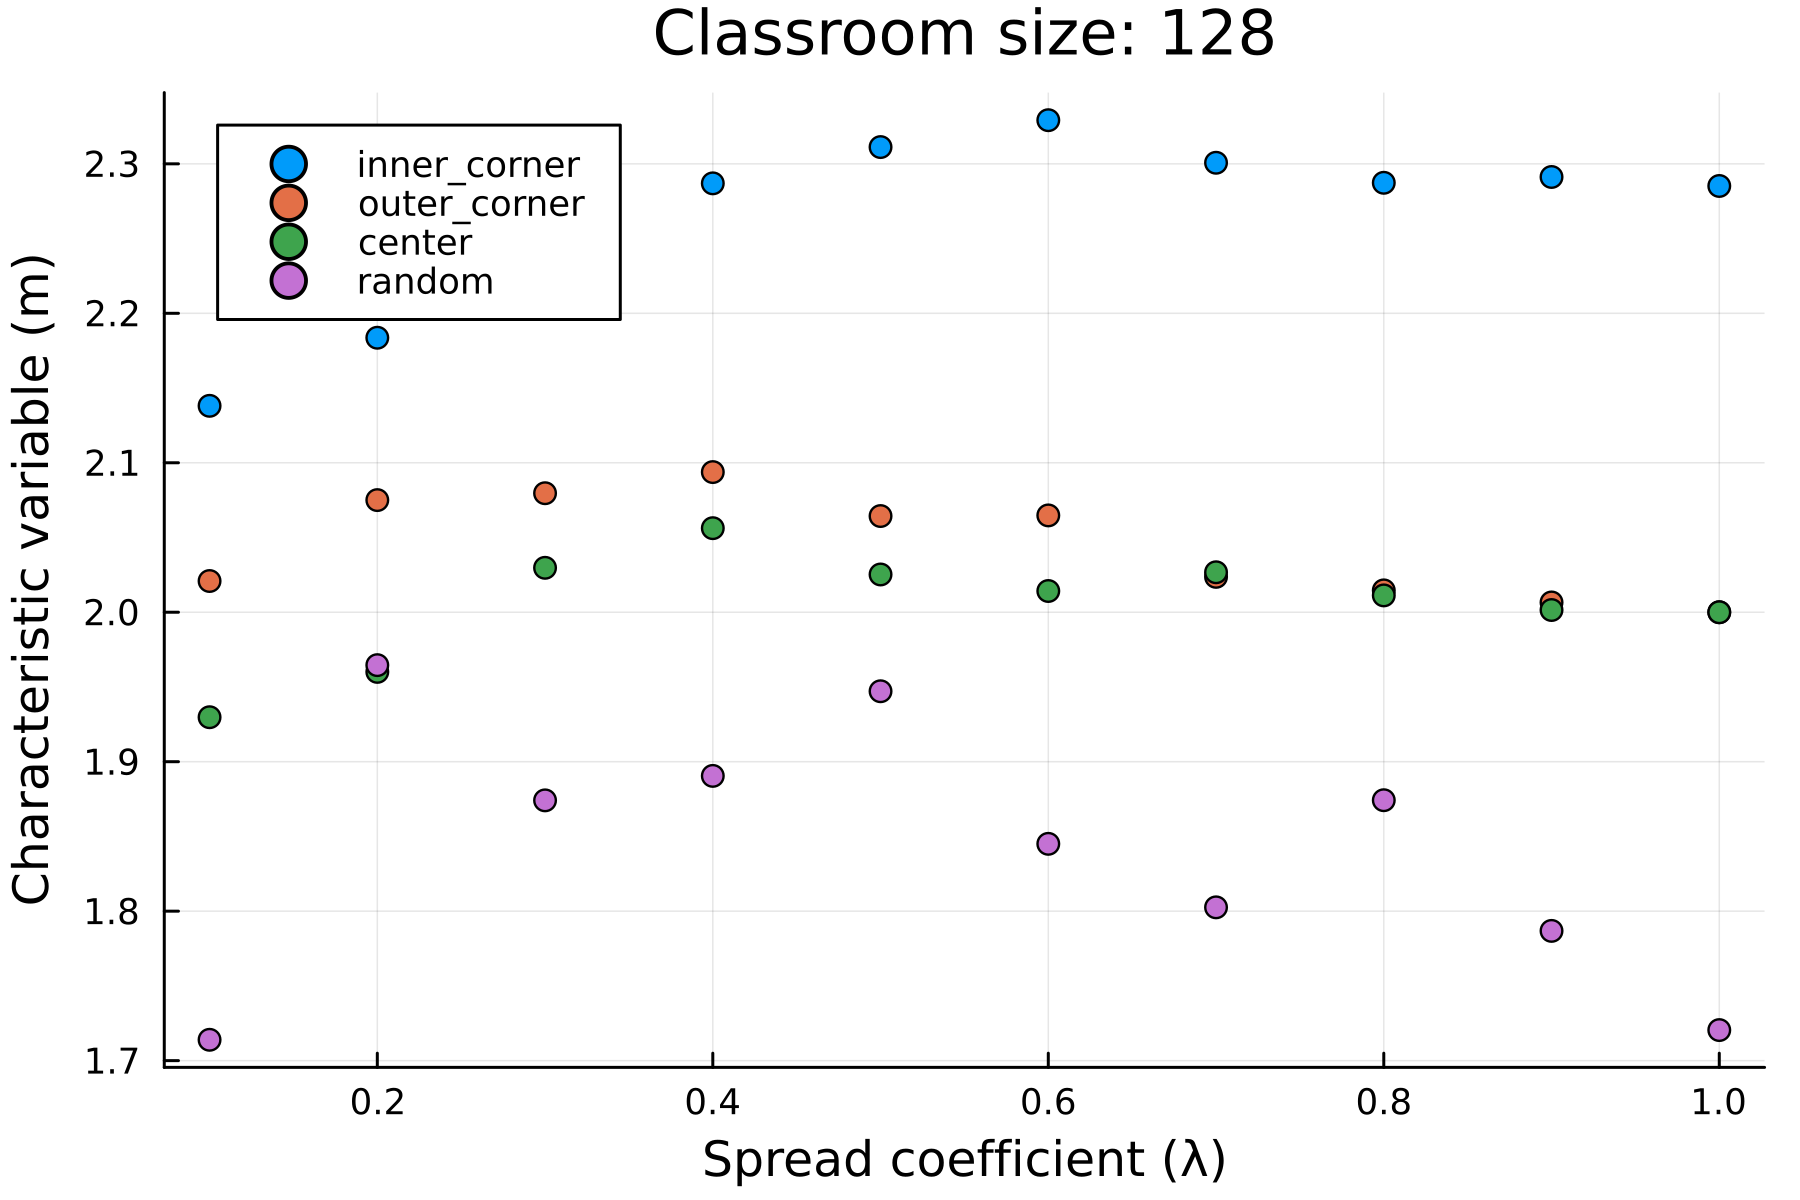 Classroom size: 128
inner_corner
outer_corner
center
random
Characteristic variable (m)
2.3
2.2
2.1
2.0
1.9
1.8
1.7
0.2 0.4 0.6 0.8 1.0
Spread coefficient (λ)